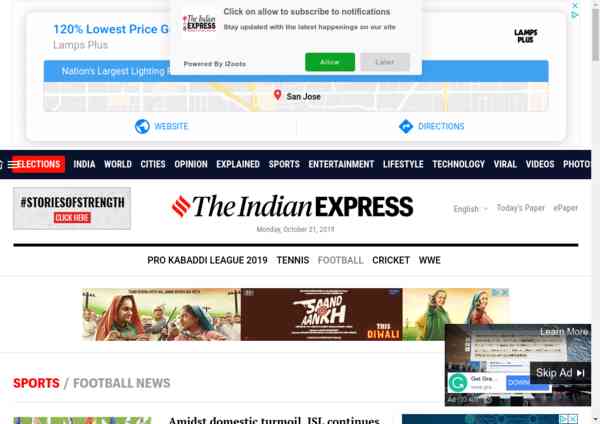 120% Lowest Price G
Lamps Plus
Nation's Largest Lighting R
San Jose
WEBSITE
DIRECTIONS
LAMPS
PLUS
The Indian
EXPRESS
Click on allow to subscribe to notifications
Stay updated with the latest happenings on our site
Powered By iZooto
Allow
Later
ELECTIONS INDIA WORLD CITIES OPINION EXPLAINED SPORTS ENTERTAINMENT LIFESTYLE TECHNOLOGY VIRAL VIDEOS PHOTOS
#STORIESOFSTRENGTH
CLICK HERE
The Indian EXPRESS
Monday, October 21, 2019
English
Today's Paper
ePaper
PRO KABADDI LEAGUE 2019 TENNIS FOOTBALL CRICKET WWE
SAAND
KI
AANKH
THIS
DIWALI
Learn More
Skip Ad
Get Gra...
DOWNLOAD
Ad
SPORTS / FOOTBALL NEWS
Amidst domestic turmoil, ISL continues